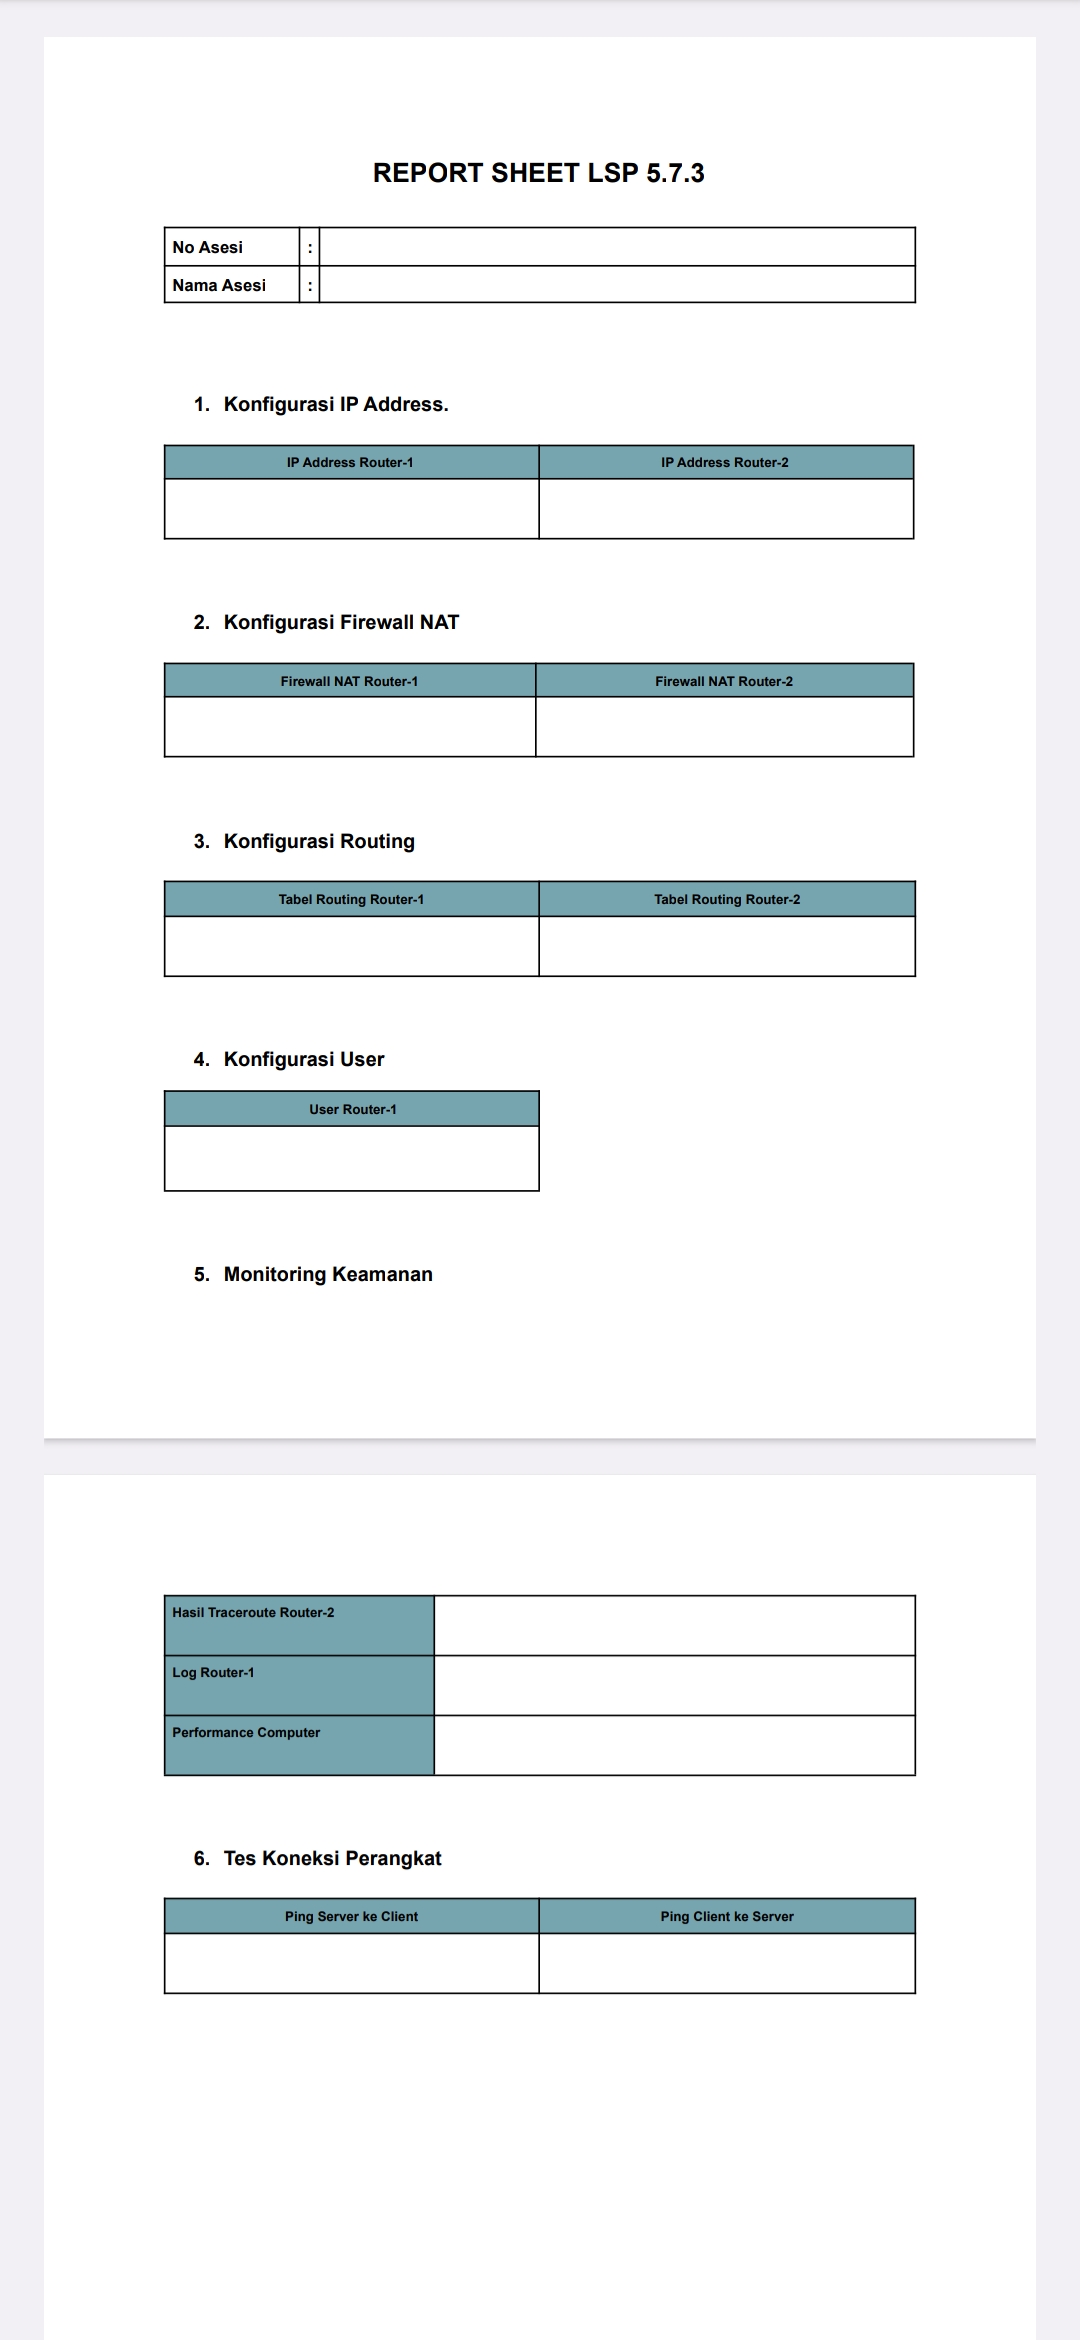 REPORT SHEET LSP 5.7.3
No Asesi :
Nama Asesi :
1. Konfigurasi IP Address.
IP Address Router-1 IP Address Router-2
2. Konfigurasi Firewall NAT
Firewall NAT Router-1 Firewall NAT Router-2
3. Konfigurasi Routing
Tabel Routing Router-1 Tabel Routing Router-2
4. Konfigurasi User
User Router-1
5. Monitoring Keamanan
Hasil Traceroute Router-2
Log Router-1
Performance Computer
6. Tes Koneksi Perangkat
Ping Server ke Client Ping Client ke Server